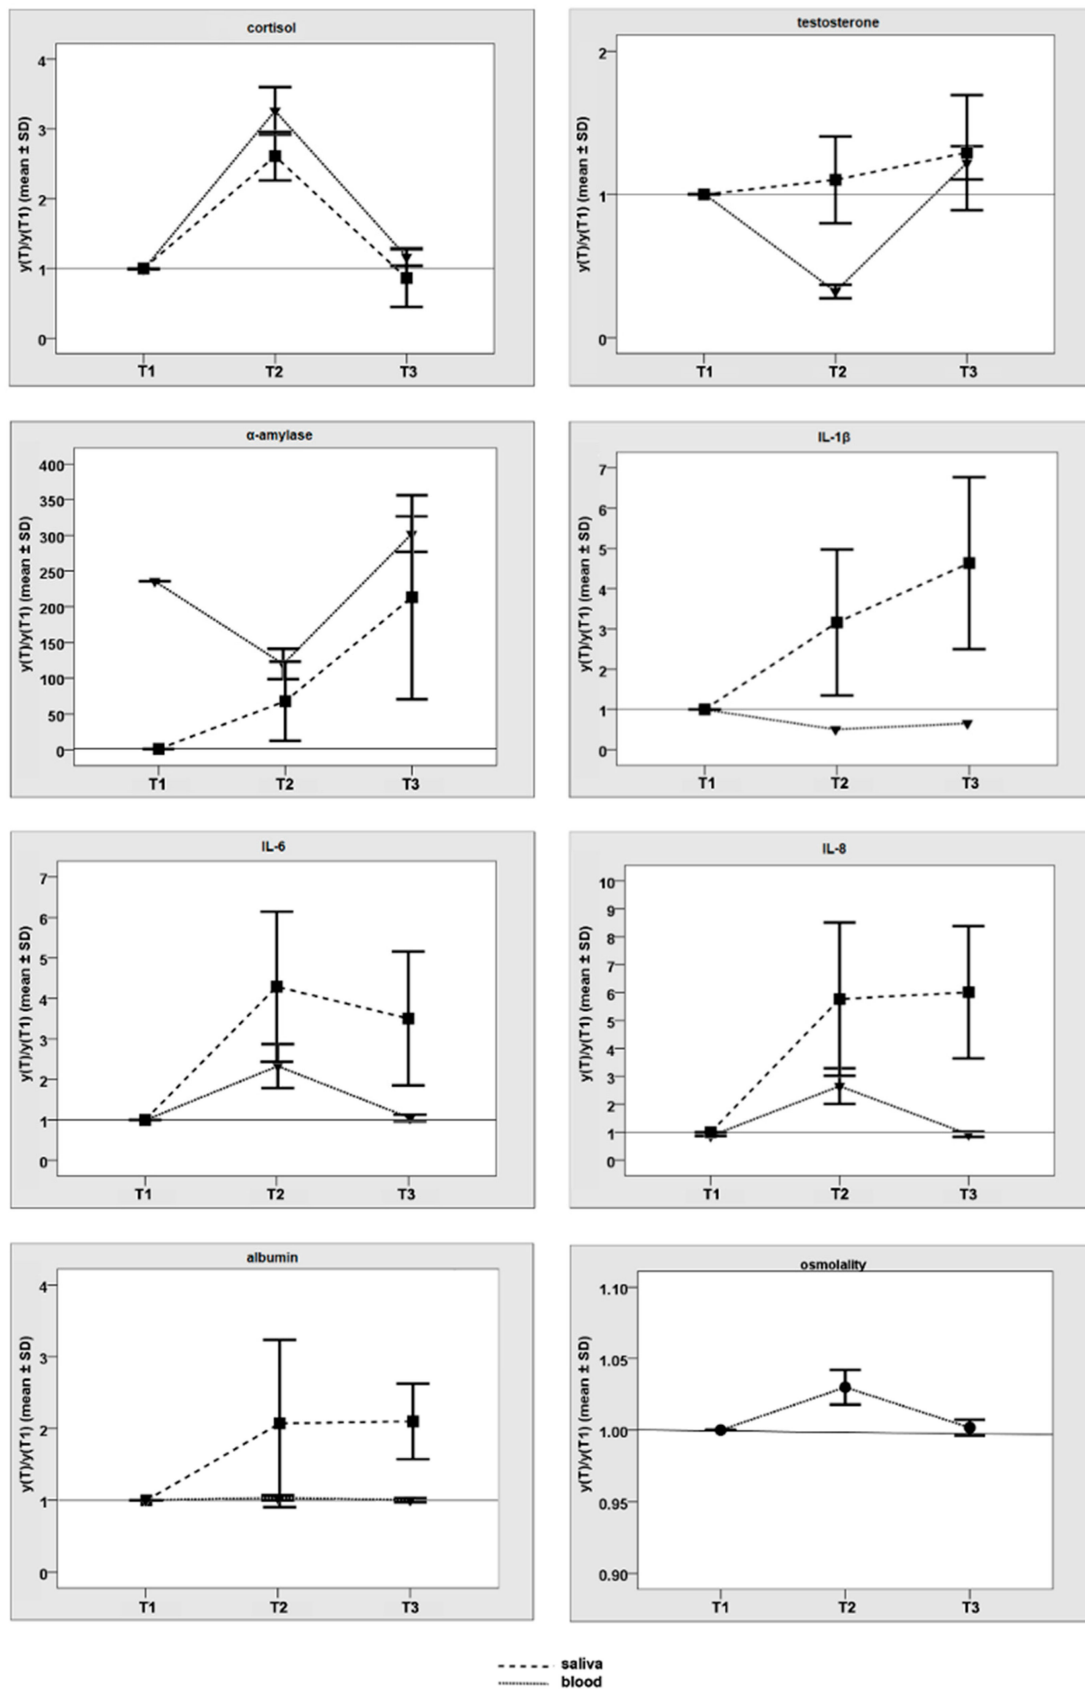 cortisol
y(T)/y(T1) (mean ± SD)
4
3
2
1
0
T1 T2 T3
testosterone
y(T)/y(T1) (mean ± SD)
2
1
0
T1 T2 T3
α-amylase
y(T)/y(T1) (mean ± SD)
400
350
300
250
200
150
100
50
0
T1 T2 T3
IL-1β
y(T)/y(T1) (mean ± SD)
7
6
5
4
3
2
1
0
T1 T2 T3
IL-6
y(T)/y(T1) (mean ± SD)
7
6
5
4
3
2
1
0
T1 T2 T3
IL-8
y(T)/y(T1) (mean ± SD)
10
9
8
7
6
5
4
3
2
1
0
T1 T2 T3
albumin
y(T)/y(T1) (mean ± SD)
4
3
2
1
0
T1 T2 T3
osmolality
y(T)/y(T1) (mean ± SD)
1.10
1.05
1.00
0.95
0.90
T1 T2 T3
saliva
blood